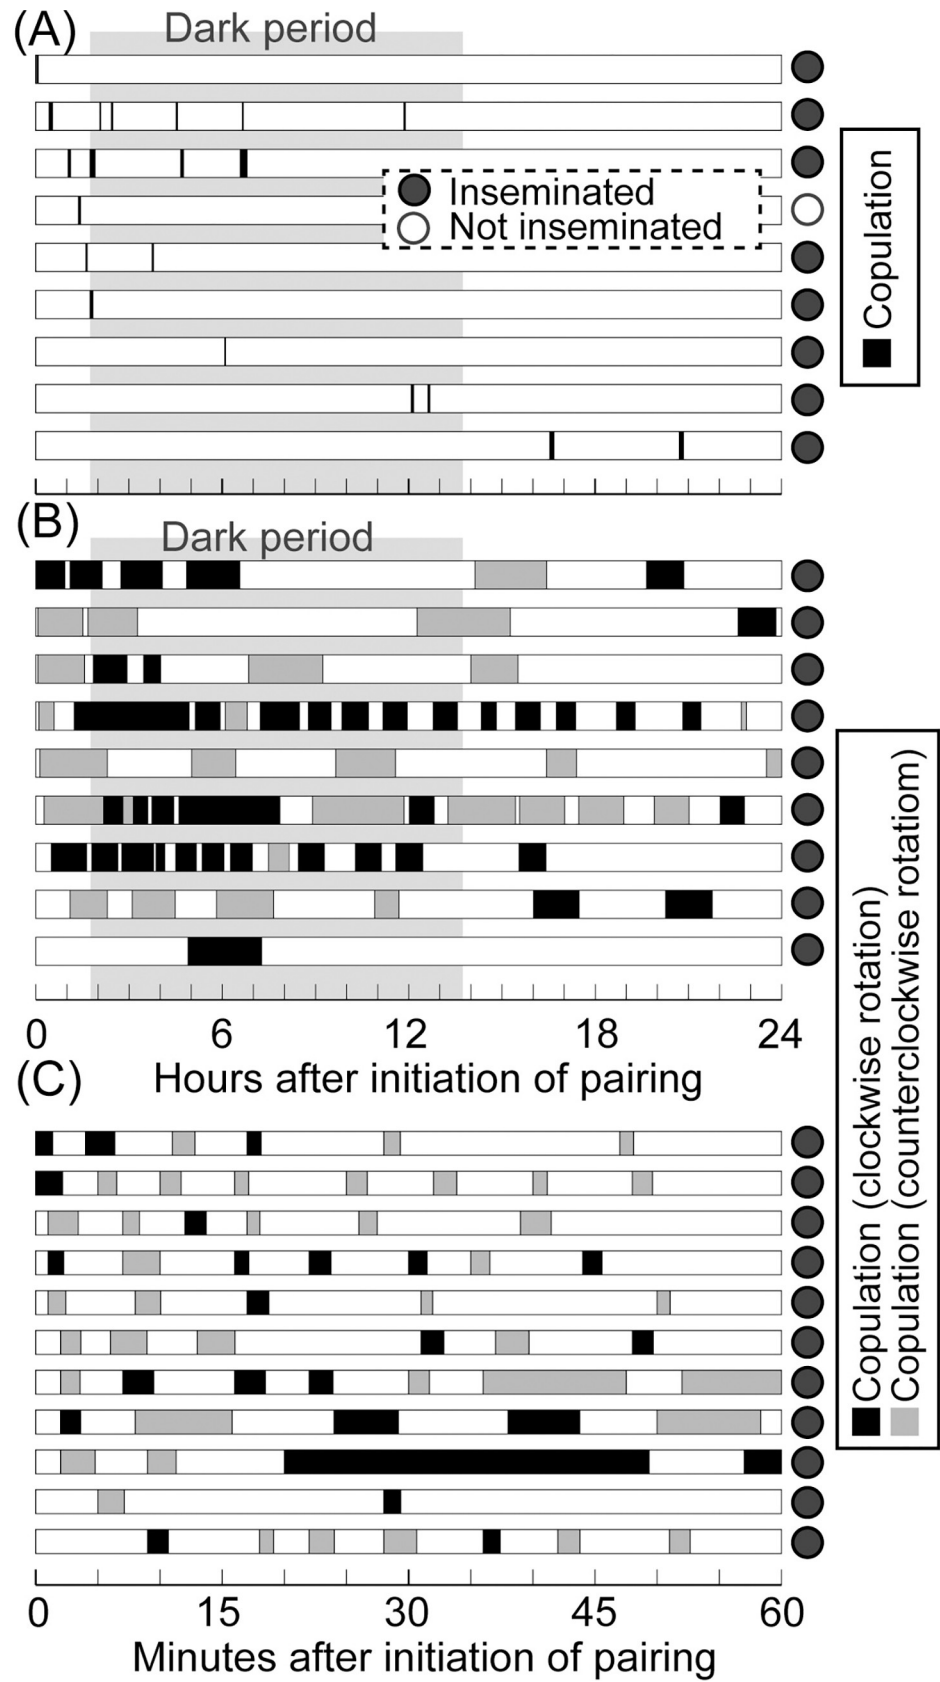 (A)
Dark period
Inseminated
Not inseminated
Copulation
(B)
Dark period
0 6 12 18 24
Hours after initiation of pairing
(C)
Copulation (clockwise rotation)
Copulation (counterclockwise rotatiom)
0 15 30 45 60
Minutes after initiation of pairing